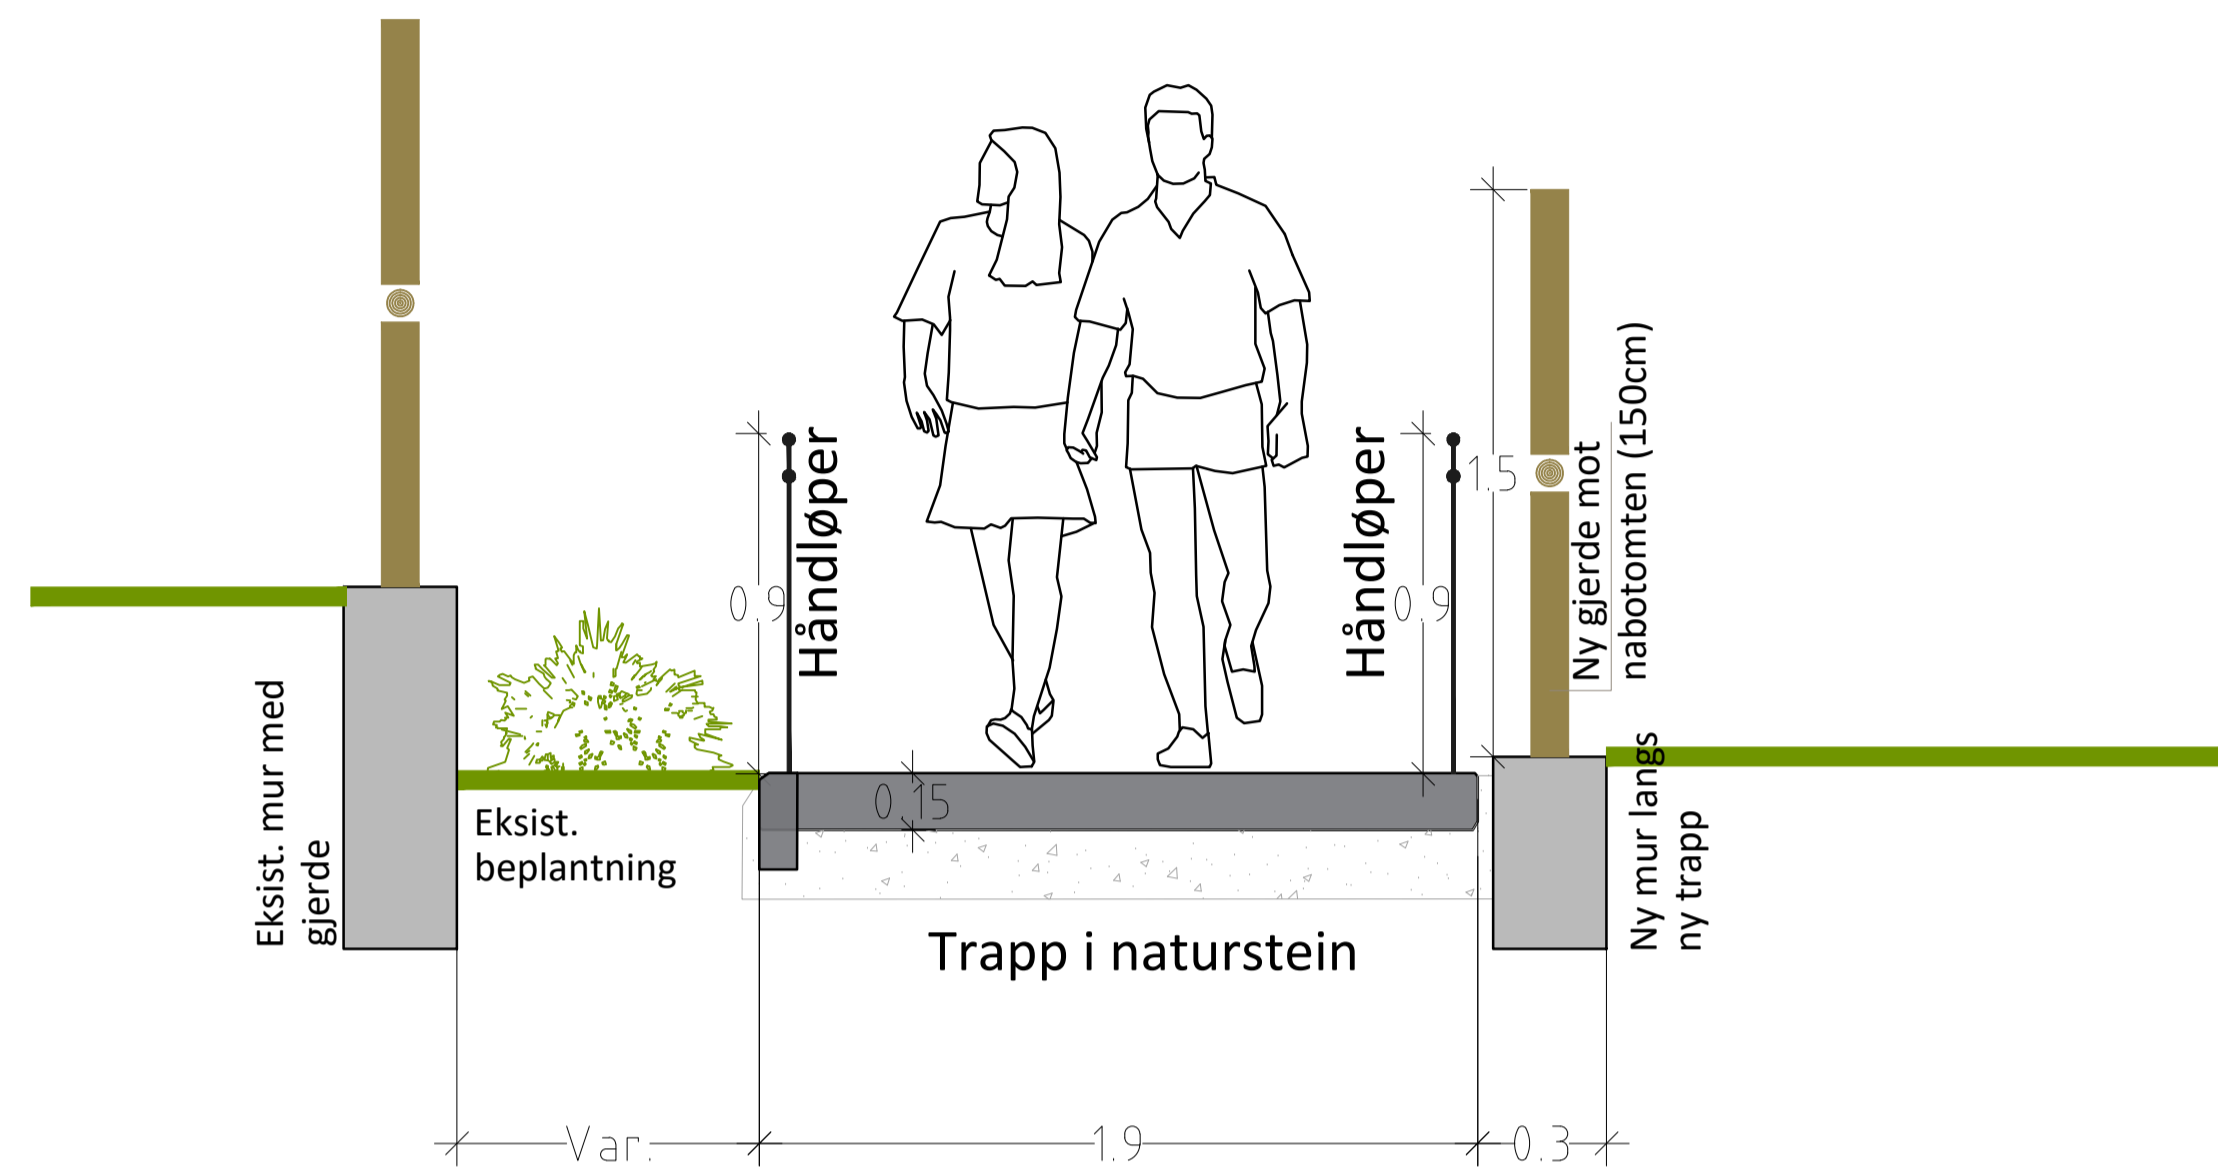 Håndløper
Håndløper
1.5
Ny gjerde mot
nabotomten (150cm)
0.9
0.9
Eksist. mur med
gjerde
Eksist.
beplantning
0.15
Ny mur langs
ny trapp
Trapp i naturstein
Var.
1.9
0.3